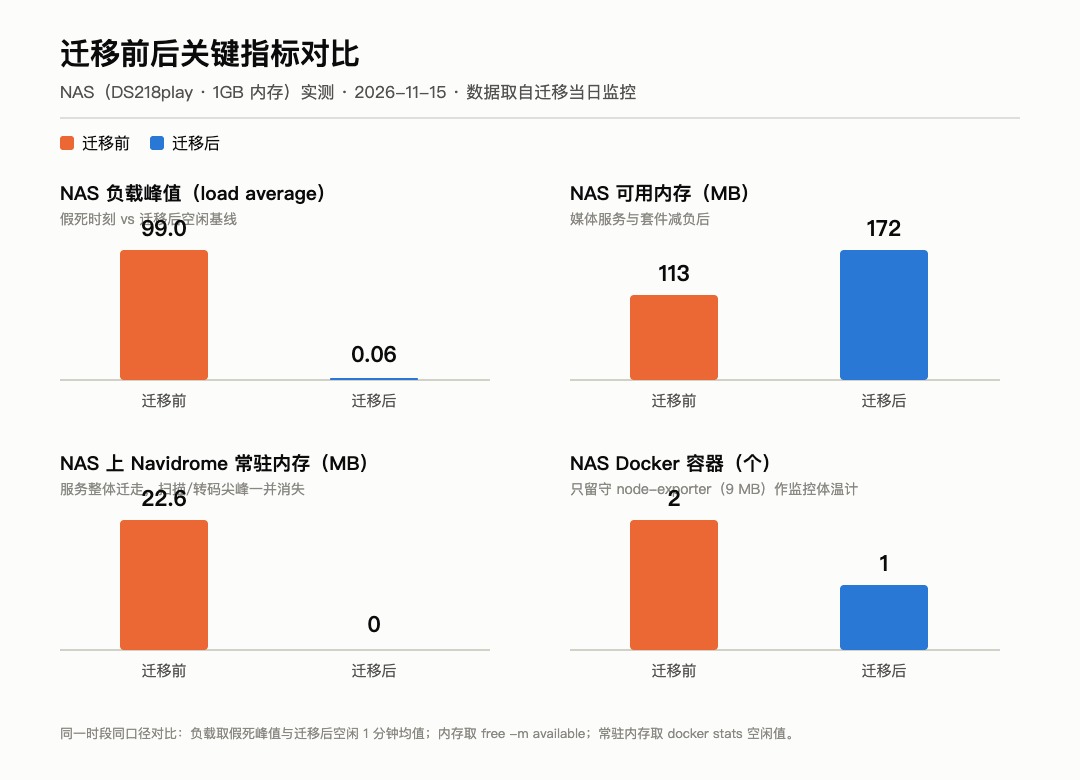 迁移前后关键指标对比
NAS（DS218play · 1GB 内存）实测 · 2026-11-15 · 数据取自迁移当日监控
迁移前 迁移后
NAS 负载峰值（load average）
假死时刻 vs 迁移后空闲基线
99.0
0.06
迁移前 迁移后
NAS 可用内存（MB）
媒体服务与套件减负后
172
113
迁移前 迁移后
NAS 上 Navidrome 常驻内存（MB）
服务整体迁走，扫描/转码尖峰一并消失
22.6
0
迁移前 迁移后
NAS Docker 容器（个）
只留守 node-exporter（9 MB）作监控体温计
2
1
迁移前 迁移后
同一时段同口径对比：负载取假死峰值与迁移后空闲 1 分钟均值；内存取 free -m available；常驻内存取 docker stats 空闲值。